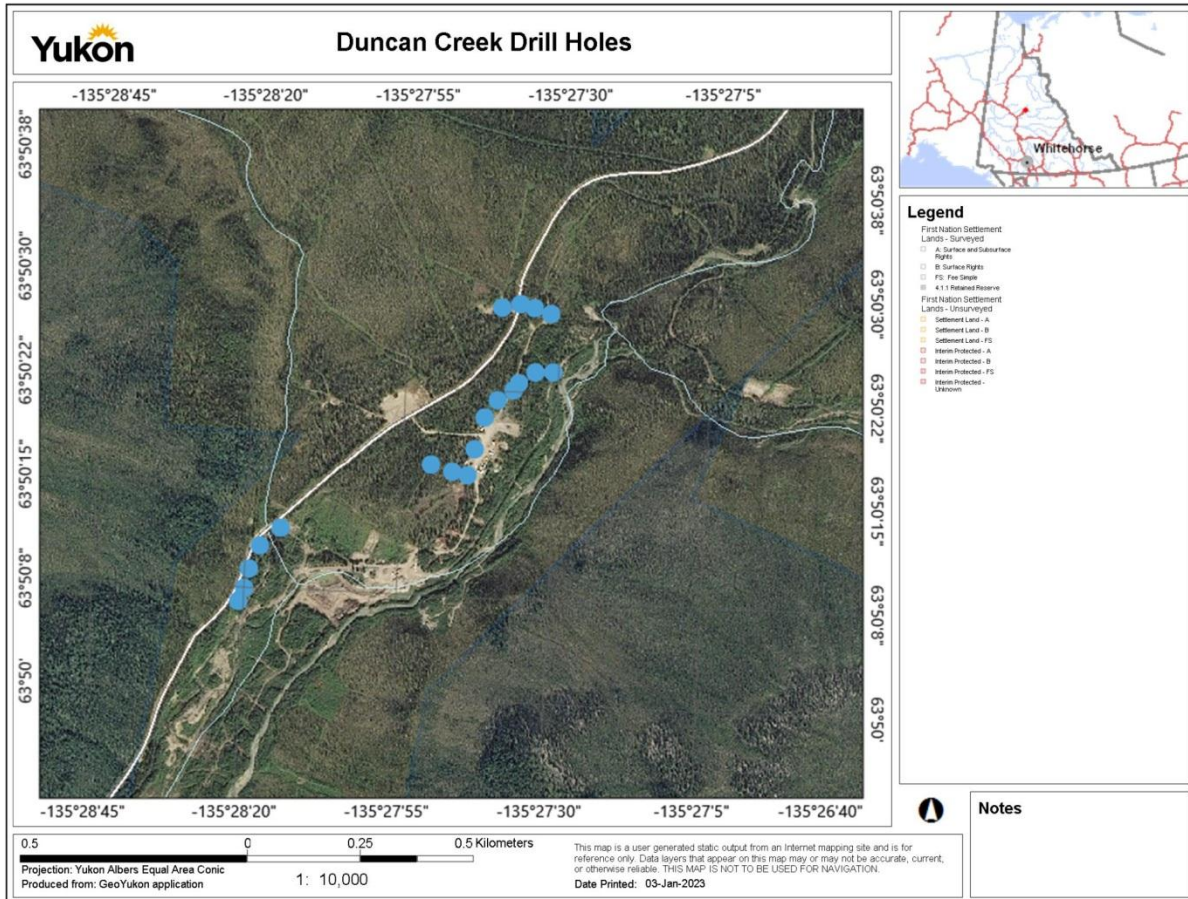 Yukon
Duncan Creek Drill Holes
-135°28'45" -135°28'20" -135°27'55" -135°27'30" -135°27'5"
63°50'38"
63°50'30"
63°50'22"
63°50'15"
63°50'8"
63°50'
63°50'38"
63°50'30"
63°50'22"
63°50'15"
63°50'8"
63°50'
-135°28'45" -135°28'20" -135°27'55" -135°27'30" -135°27'5" -135°26'40"
Whitehorse
Legend
First Nation Settlement
Lands - Surveyed
A: Surface and Subsurface
Rights
B: Surface Rights
FS: Fee Simple
4.1.1 Retained Reserve
First Nation Settlement
Lands - Unsurveyed
Settlement Land - A
Settlement Land - B
Settlement Land - FS
Interim Protected - A
Interim Protected - B
Interim Protected - FS
Interim Protected -
Unknown
Notes
0.5 0 0.25 0.5 Kilometers
Projection: Yukon Albers Equal Area Conic
Produced from: GeoYukon application
1: 10,000
This map is a user generated static output from an Internet mapping site and is for
reference only. Data layers that appear on this map may or may not be accurate, current,
or otherwise reliable. THIS MAP IS NOT TO BE USED FOR NAVIGATION.
Date Printed: 03-Jan-2023